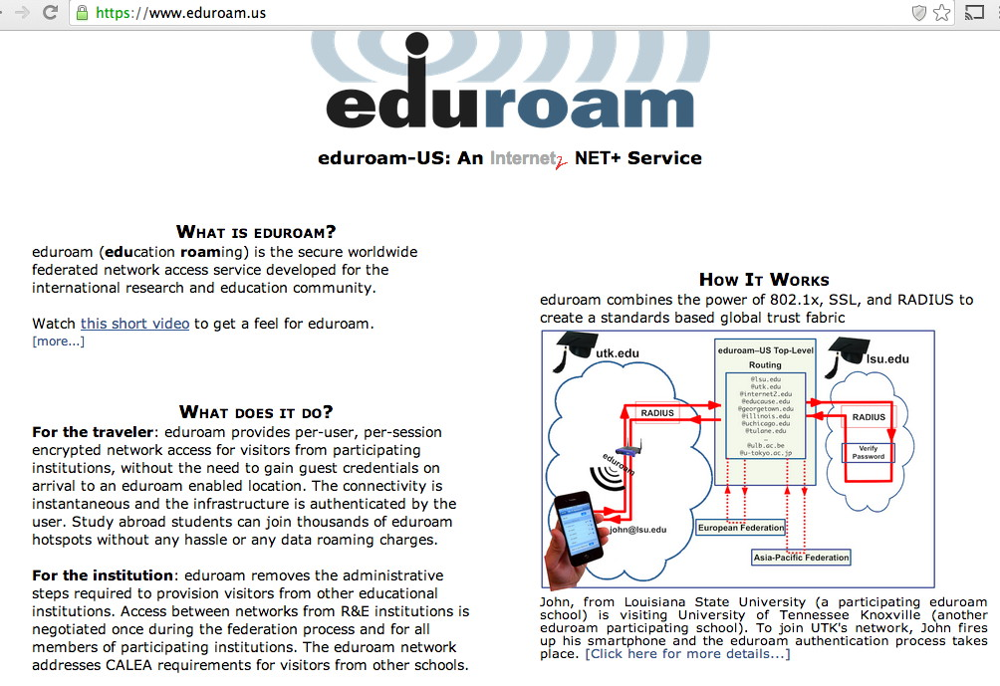 https://www.eduroam.us
eduroam
eduroam-US: An Internet2 NET+ Service
What is eduroam?
eduroam (education roaming) is the secure worldwide
federated network access service developed for the
international research and education community.
Watch this short video to get a feel for eduroam.
[more...]
What does it do?
For the traveler: eduroam provides per-user, per-session
encrypted network access for visitors from participating
institutions, without the need to gain guest credentials on
arrival to an eduroam enabled location. The connectivity is
instantaneous and the infrastructure is authenticated by the
user. Study abroad students can join thousands of eduroam
hotspots without any hassle or any data roaming charges.
For the institution: eduroam removes the administrative
steps required to provision visitors from other educational
institutions. Access between networks from R&E institutions is
negotiated once during the federation process and for all
members of participating institutions. The eduroam network
addresses CALEA requirements for visitors from other schools.
How It Works
eduroam combines the power of 802.1x, SSL, and RADIUS to
create a standards based global trust fabric
utk.edu
eduroam-US Top-Level
Routing
@lsu.edu
@utk.edu
@internet2.edu
@educause.edu
@georgetown.edu
@illinois.edu
@uchicago.edu
@tulane.edu
...
@ulb.ac.be
@u-tokyo.ac.jp
lsu.edu
RADIUS
RADIUS
Verify
Password
eduroam
john@lsu.edu
European Federation
Asia-Pacific Federation
John, from Louisiana State University (a participating eduroam
school) is visiting University of Tennessee Knoxville (another
eduroam participating school). To join UTK's network, John fires
up his smartphone and the eduroam authentication process takes
place. [Click here for more details...]